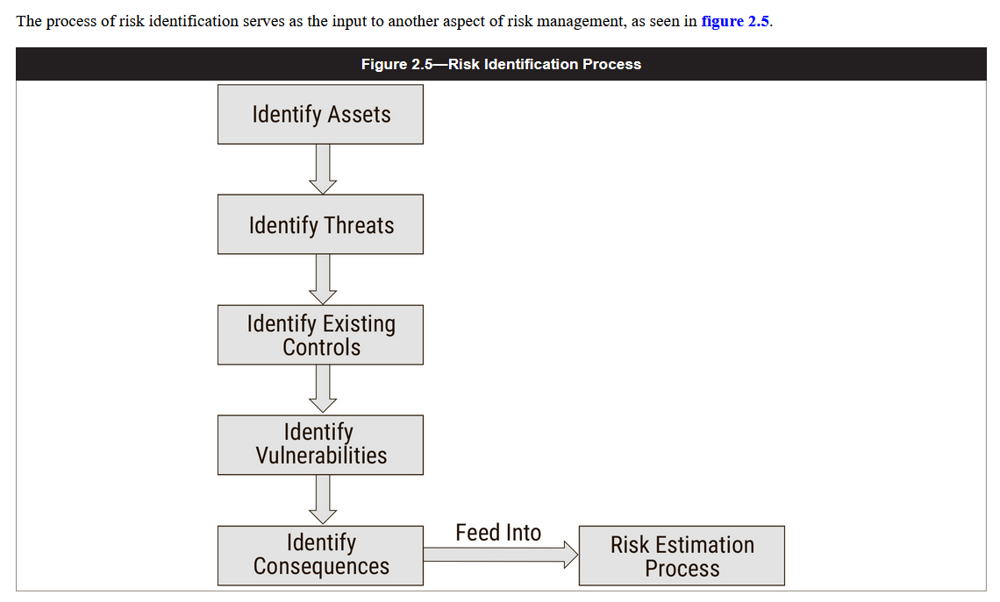 The process of risk identification serves as the input to another aspect of risk management, as seen in figure 2.5.
Figure 2.5—Risk Identification Process
Identify Assets
Identify Threats
Identify Existing
Controls
Identify
Vulnerabilities
Identify
Consequences
Feed Into
Risk Estimation
Process